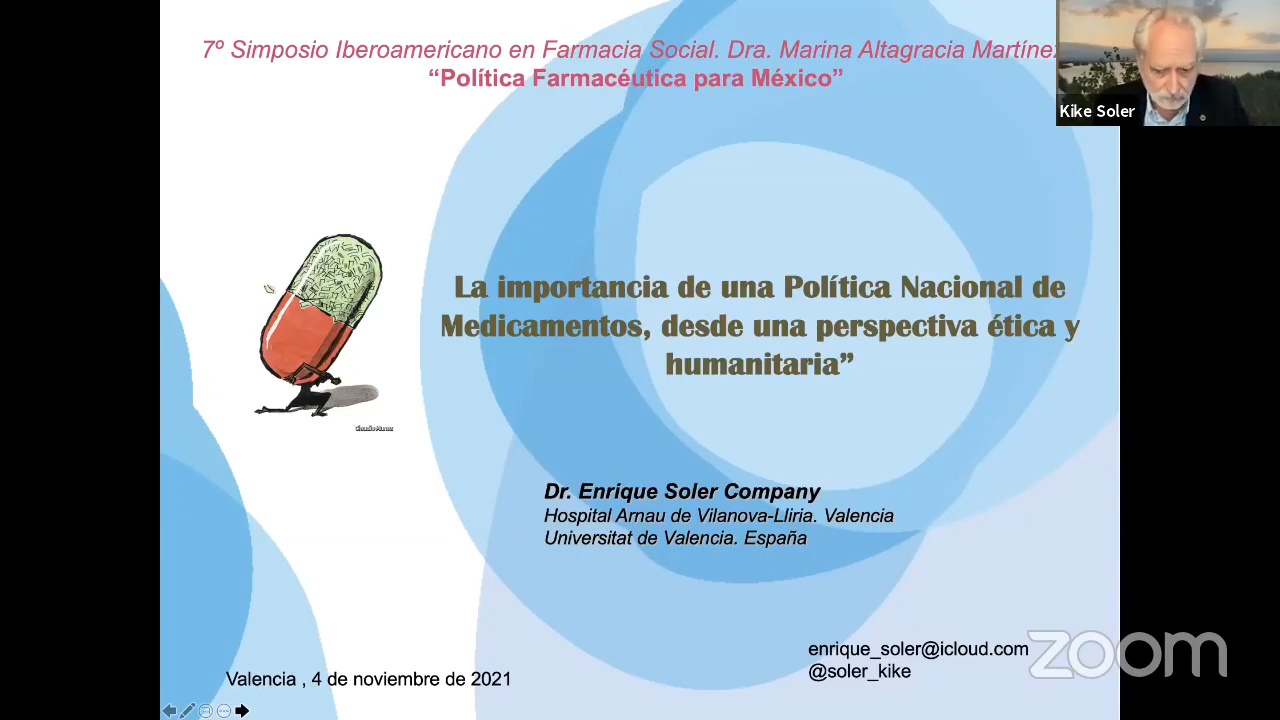 7º Simposio Iberoamericano en Farmacia Social. Dra. Marina Altagracia Martínez
“Política Farmacéutica para México”
Kike Soler
La importancia de una Política Nacional de
Medicamentos, desde una perspectiva ética y
humanitaria”
Dr. Enrique Soler Company
Hospital Arnau de Vilanova-Lliria. Valencia
Universitat de Valencia. España
enrique_soler@icloud.com
@soler_kike
Valencia , 4 de noviembre de 2021
zoom